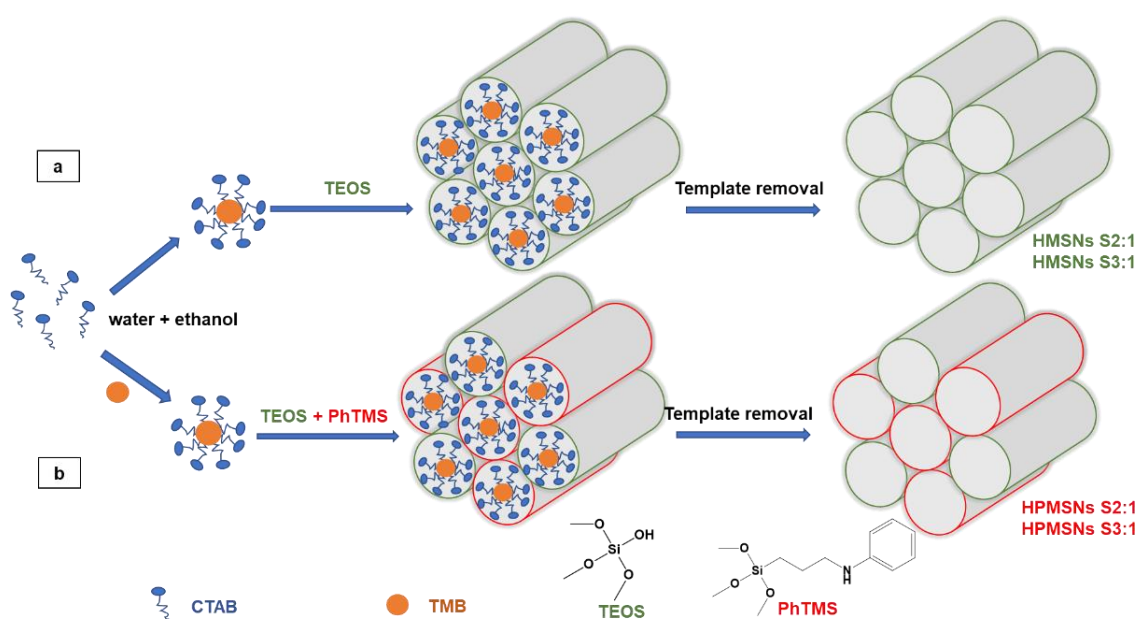 a
TEOS
Template removal
HMSNs S2:1
HMSNs S3:1
water + ethanol
TEOS + PhTMS
Template removal
b
HPMSNs S2:1
HPMSNs S3:1
O
OH
Si
O
O
TEOS
O
Si
O
O
N
H
PhTMS
CTAB
TMB